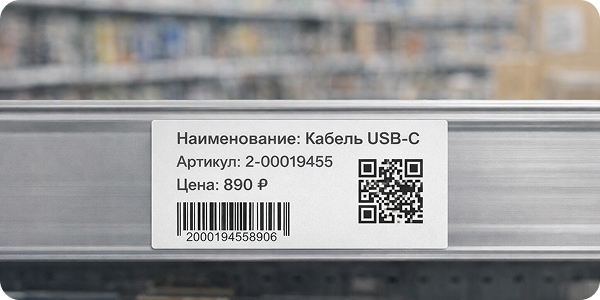 Наименование: Кабель USB-C
Артикул: 2-00019455
Цена: 890 ₽
2000194558906